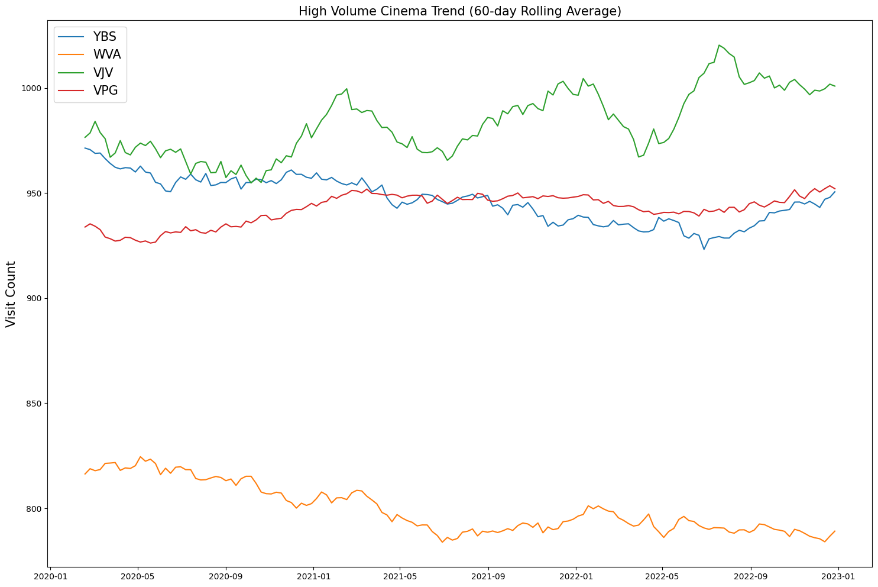 High Volume Cinema Trend (60-day Rolling Average)
YBS
WVA
VJV
VPG
Visit Count
1000
950
900
850
800
2020-01 2020-05 2020-09 2021-01 2021-05 2021-09 2022-01 2022-05 2022-09 2023-01